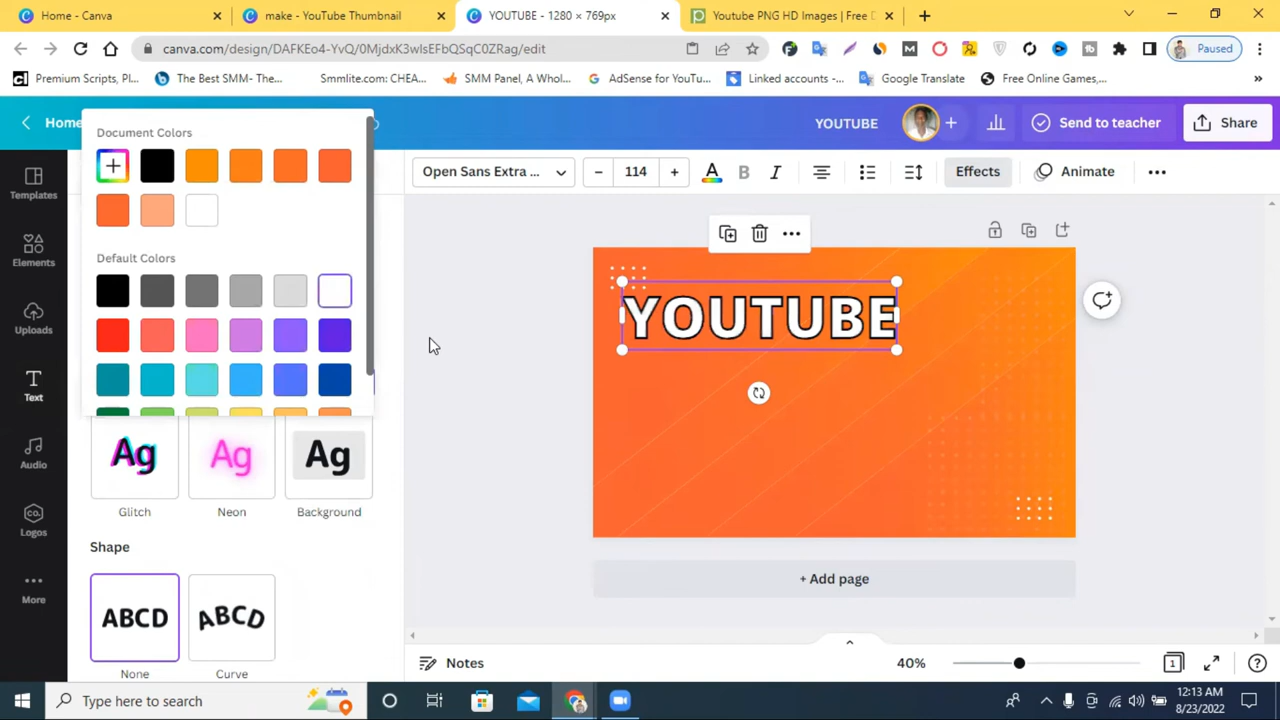 Home - Canva
make - YouTube Thumbnail
YOUTUBE - 1280 × 769px
Youtube PNG HD Images | Free D
canva.com/design/DAFKEo4-YvQ/0MjdxK3wIsEFbQSqC0ZRag/edit
Paused
Premium Scripts, Pl...
The Best SMM- The...
Smmlite.com: CHEA...
SMM Panel, A Whol...
AdSense for YouTu...
Linked accounts -...
Google Translate
Free Online Games,...
Home
YOUTUBE
Send to teacher
Share
Document Colors
Open Sans Extra ...
114
A
B
I
Effects
Animate
Templates
Elements
Uploads
Text
Audio
Logos
More
Default Colors
YOUTUBE
Ag
Ag
Ag
Glitch
Neon
Background
Shape
ABCD
ABCD
None
Curve
+ Add page
Notes
40%
1
Type here to search
12:13 AM
8/23/2022